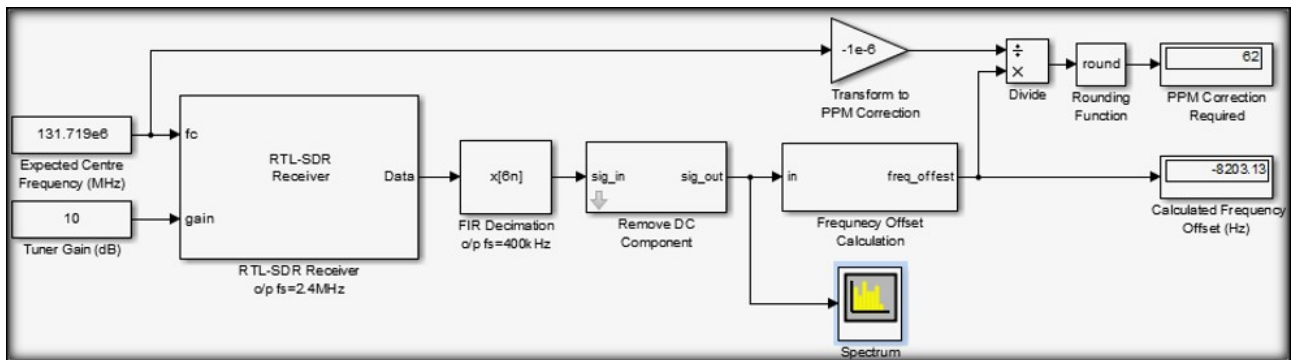 -1e-6
Transform to
PPM Correction
÷
×
Divide
round
Rounding
Function
62
PPM Correction
Required
131.719e6
Expected Centre
Frequency (MHz)
10
Tuner Gain (dB)
fc
RTL-SDR
Receiver
Data
gain
RTL-SDR Receiver
o/p fs=2.4MHz
x[6n]
FIR Decimation
o/p fs=400kHz
sig_in
sig_out
Remove DC
Component
in
freq_offest
Frequnecy Offset
Calculation
-8203.13
Calculated Frequency
Offset (Hz)
Spectrum